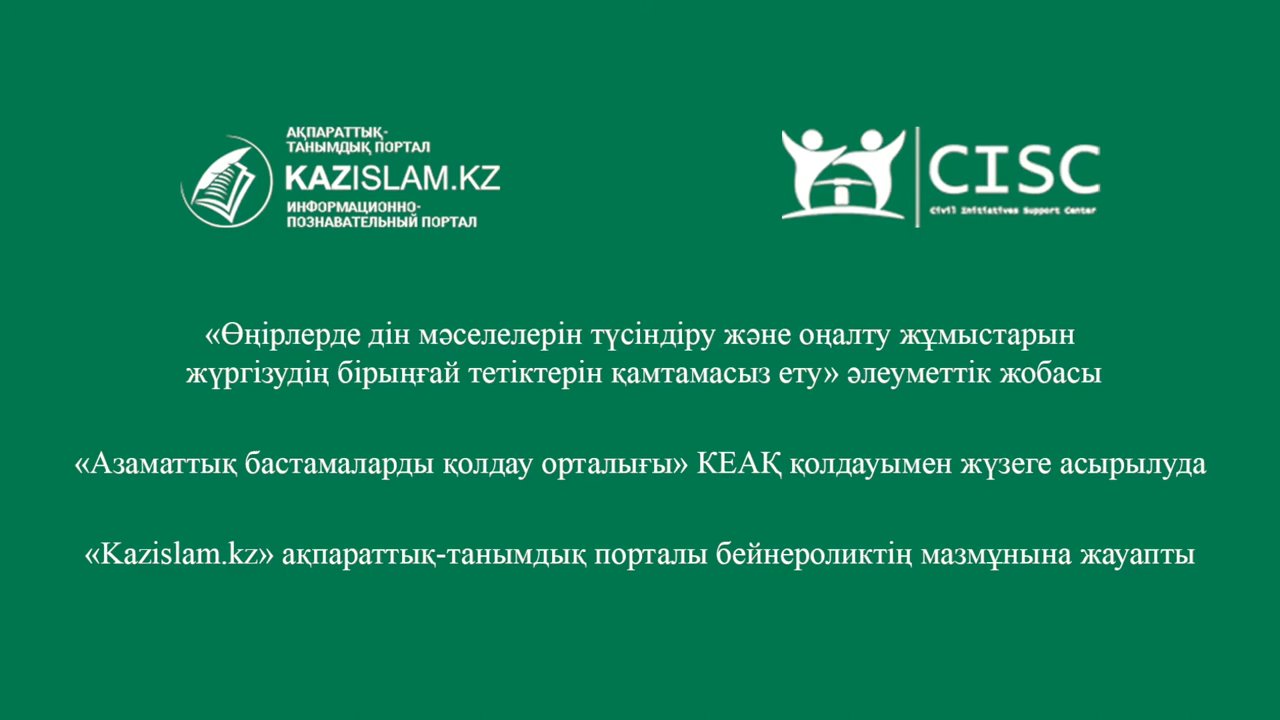 АҚПАРАТТЫҚ-
ТАНЫМДЫҚ ПОРТАЛ
KAZISLAM.KZ
ИНФОРМАЦИОННО-
ПОЗНАВАТЕЛЬНЫЙ ПОРТАЛ
CISC
Civil Initiatives Support Center
«Өңірлерде дін мәселелерін түсіндіру және оңалту жұмыстарын
жүргізудің бірыңғай тетіктерін қамтамасыз ету» әлеуметтік жобасы
«Азаматтық бастамаларды қолдау орталығы» КЕАҚ қолдауымен жүзеге асырылуда
«Kazislam.kz» ақпараттық-танымдық порталы бейнероликтің мазмұнына жауапты